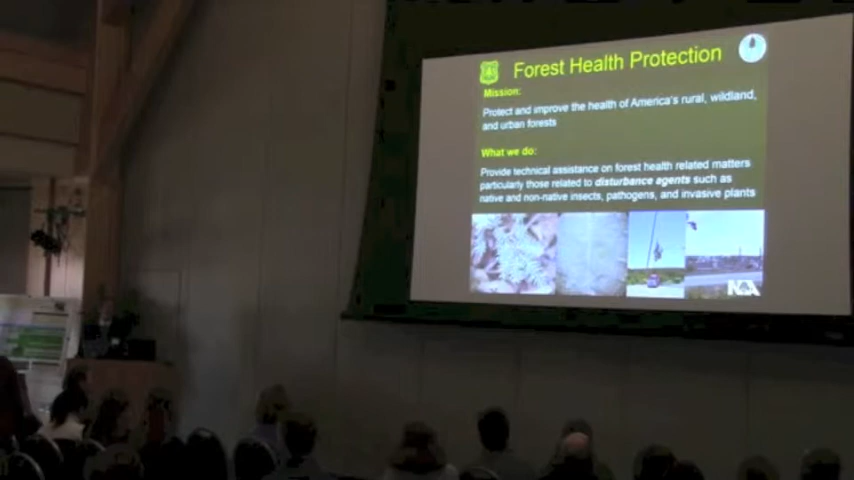 Forest Health Protection
Mission:
Protect and improve the health of America's rural, wildland,
and urban forests
What we do:
Provide technical assistance on forest health related matters
particularly those related to disturbance agents such as
native and non-native insects, pathogens, and invasive plants